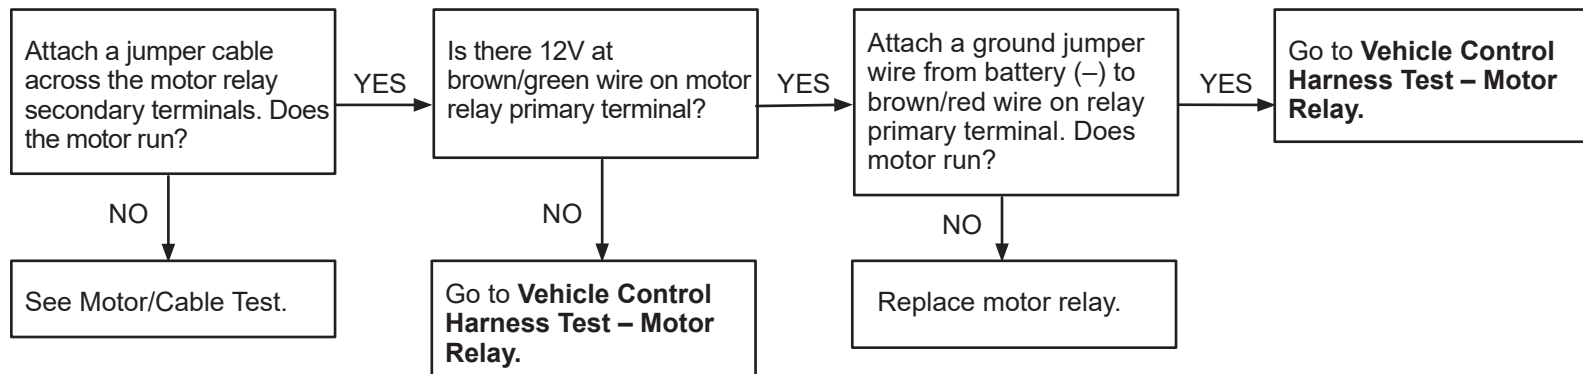 Attach a jumper cable
across the motor relay
secondary terminals. Does
the motor run?
YES
Is there 12V at
brown/green wire on motor
relay primary terminal?
YES
Attach a ground jumper
wire from battery (–) to
brown/red wire on relay
primary terminal. Does
motor run?
YES
Go to Vehicle Control
Harness Test – Motor
Relay.
NO
NO
NO
See Motor/Cable Test.
Go to Vehicle Control
Harness Test – Motor
Relay.
Replace motor relay.